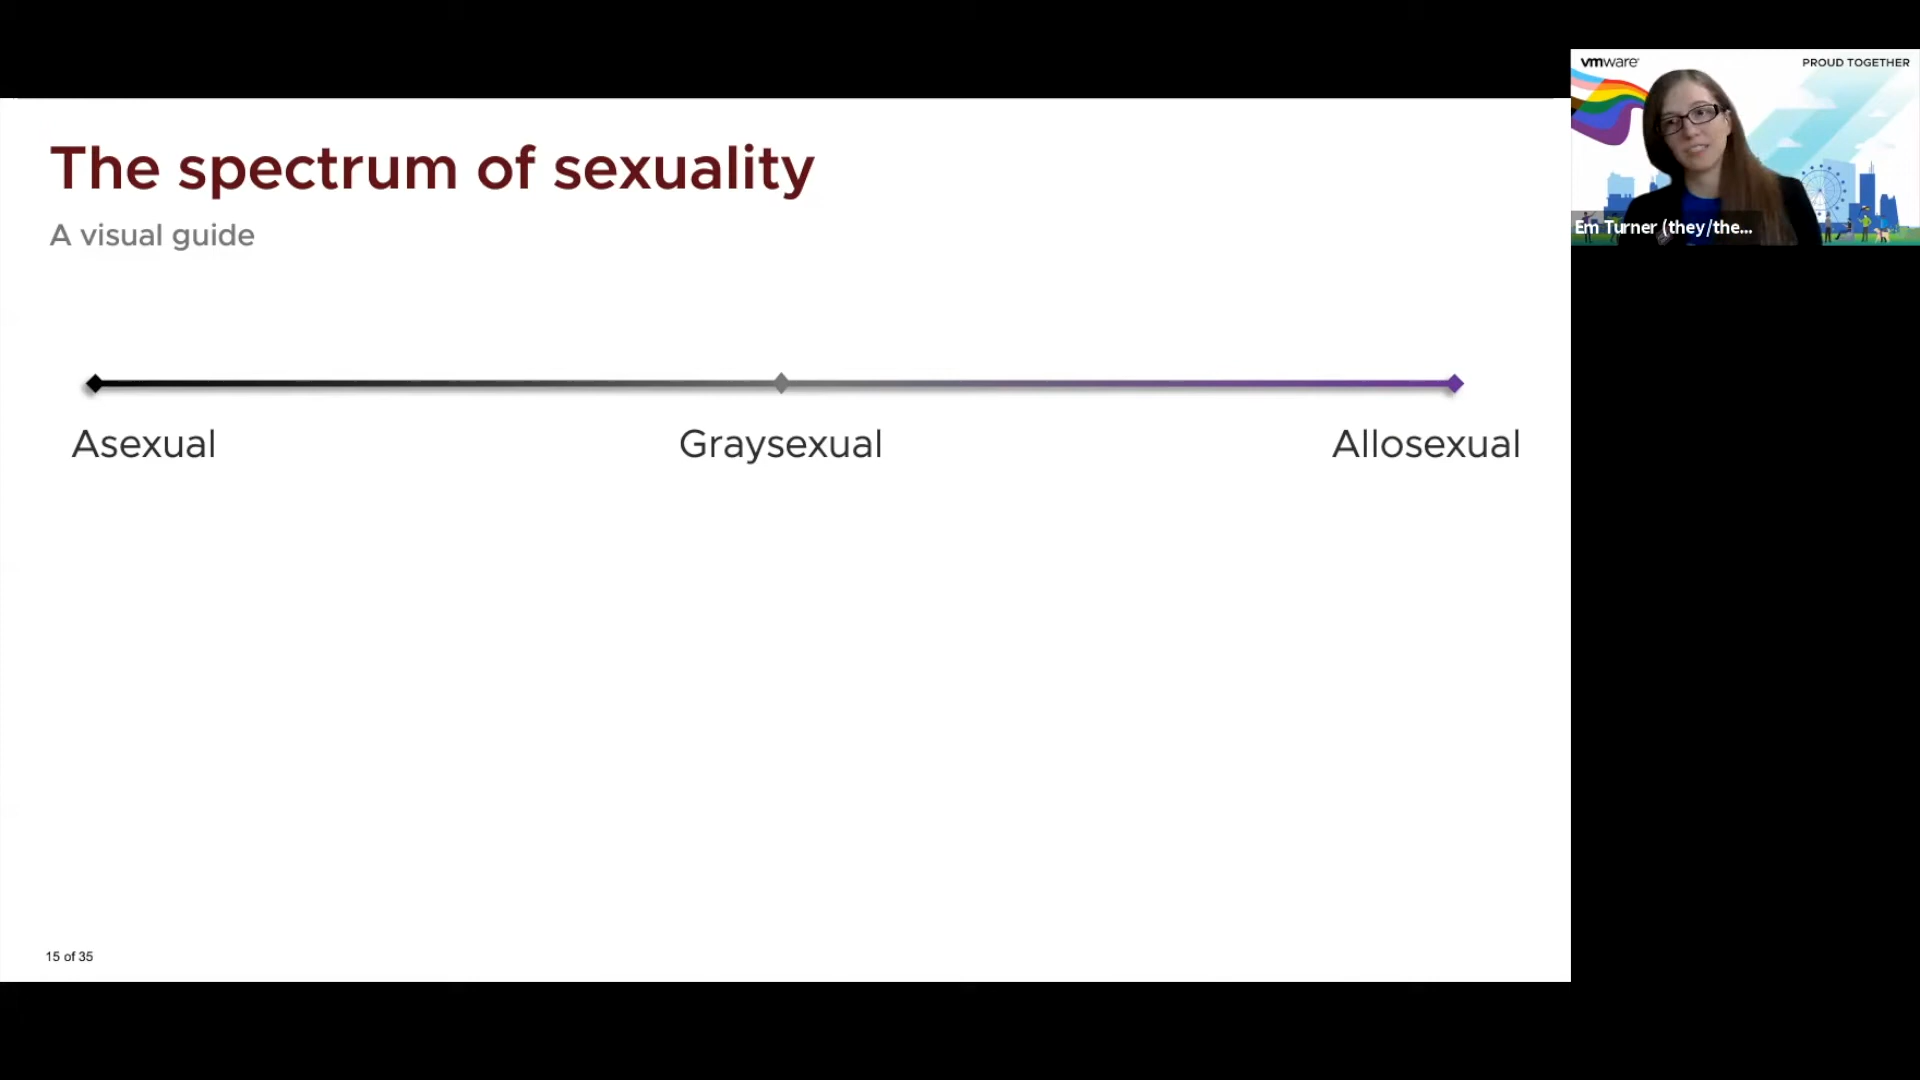 The spectrum of sexuality
A visual guide
Asexual Graysexual Allosexual
15 of 35
vmware PROUD TOGETHER
Em Turner (they/the...